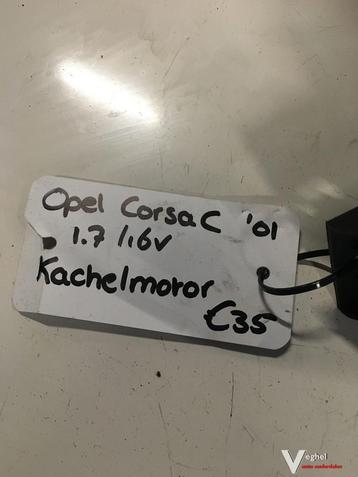 Opel Corsa C '01
1.7 16v
Kachelmotor
€35
Veghel